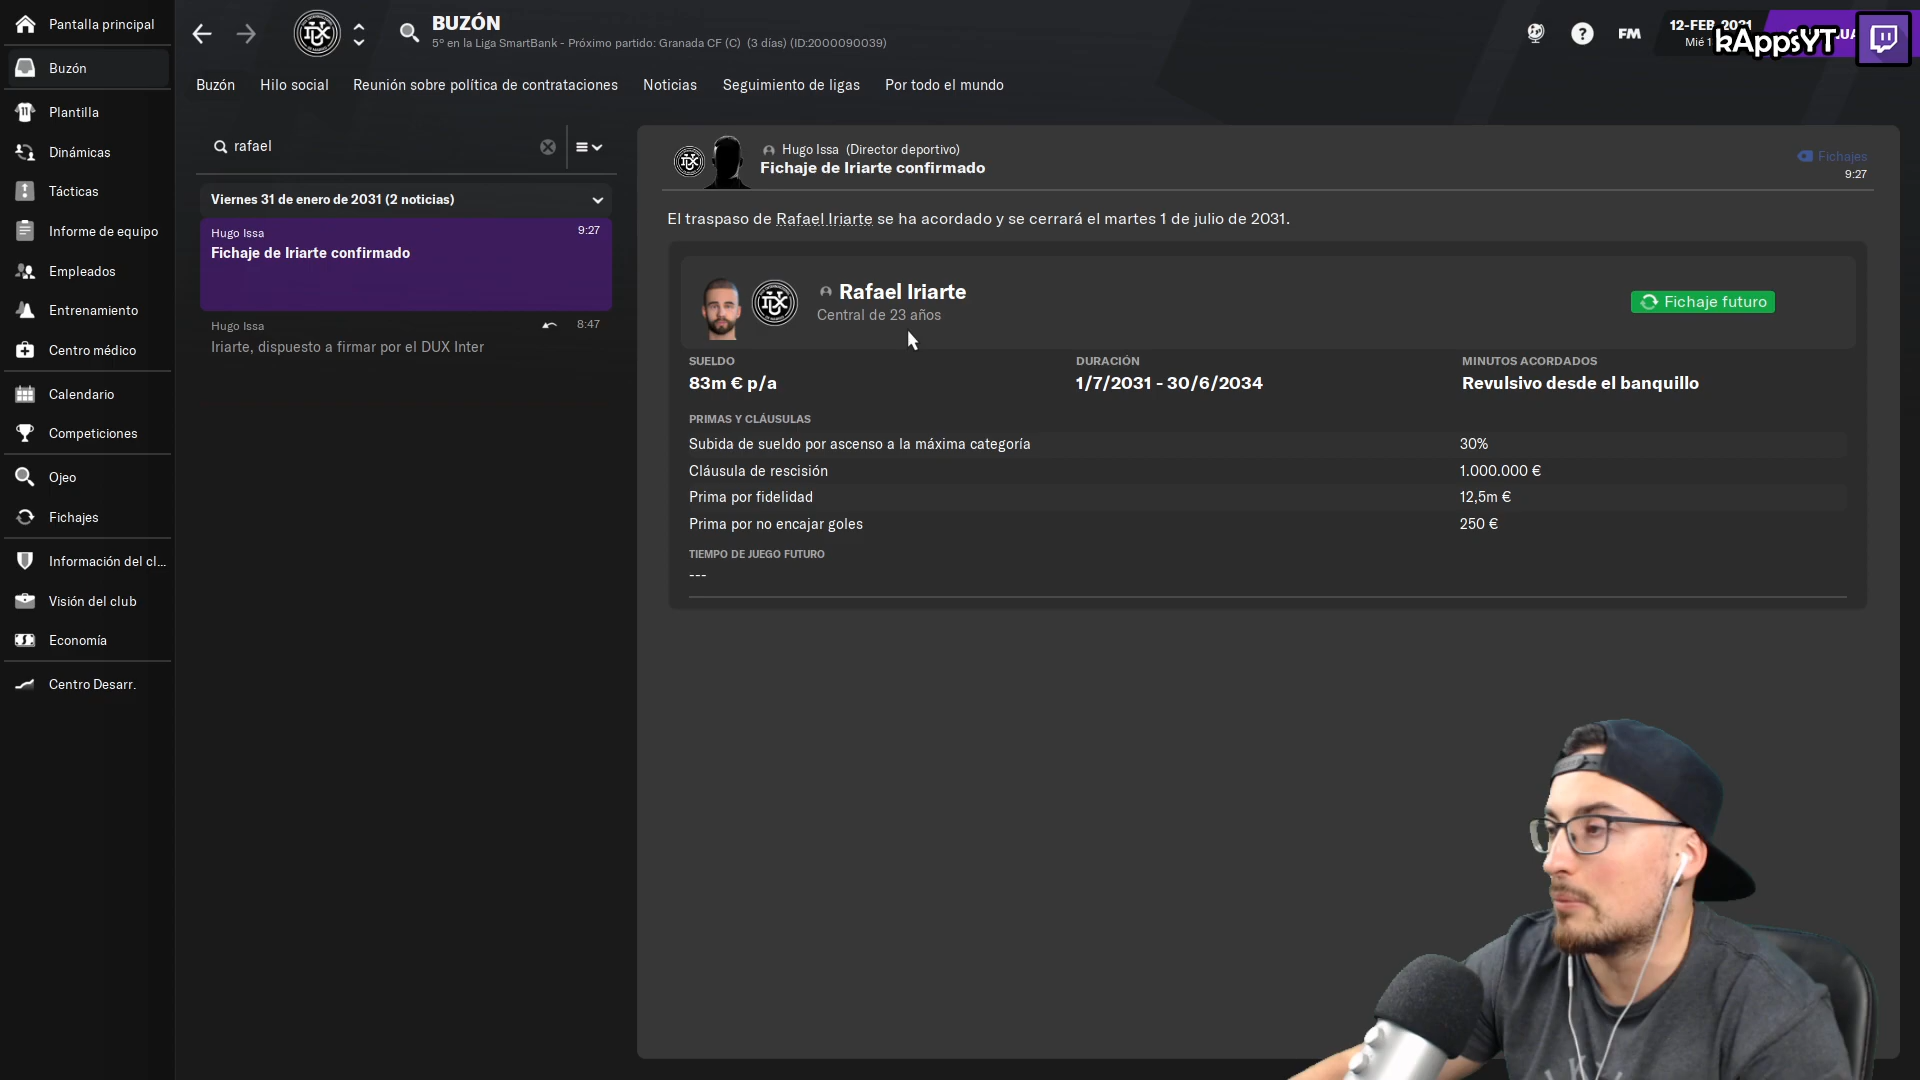 Pantalla principal
Buzón
Plantilla
Dinámicas
Tácticas
Informe de equipo
Empleados
Entrenamiento
Centro médico
Calendario
Competiciones
Ojeo
Fichajes
Información del cl...
Visión del club
Economía
Centro Desarr.
BUZÓN
5º en la Liga SmartBank - Próximo partido: Granada CF (C) (3 días) (ID:2000090039)
FM
12-FEB-2031
Mié
kAppsYT
Buzón
Hilo social
Reunión sobre política de contrataciones
Noticias
Seguimiento de ligas
Por todo el mundo
rafael
Viernes 31 de enero de 2031 (2 noticias)
Hugo Issa
9:27
Fichaje de Iriarte confirmado
Hugo Issa
8:47
Iriarte, dispuesto a firmar por el DUX Inter
Hugo Issa (Director deportivo)
Fichaje de Iriarte confirmado
Fichajes
9:27
El traspaso de Rafael Iriarte se ha acordado y se cerrará el martes 1 de julio de 2031.
Rafael Iriarte
Central de 23 años
Fichaje futuro
SUELDO
83m € p/a
DURACIÓN
1/7/2031 - 30/6/2034
MINUTOS ACORDADOS
Revulsivo desde el banquillo
PRIMAS Y CLÁUSULAS
Subida de sueldo por ascenso a la máxima categoría
30%
Cláusula de rescisión
1.000.000 €
Prima por fidelidad
12,5m €
Prima por no encajar goles
250 €
TIEMPO DE JUEGO FUTURO
---